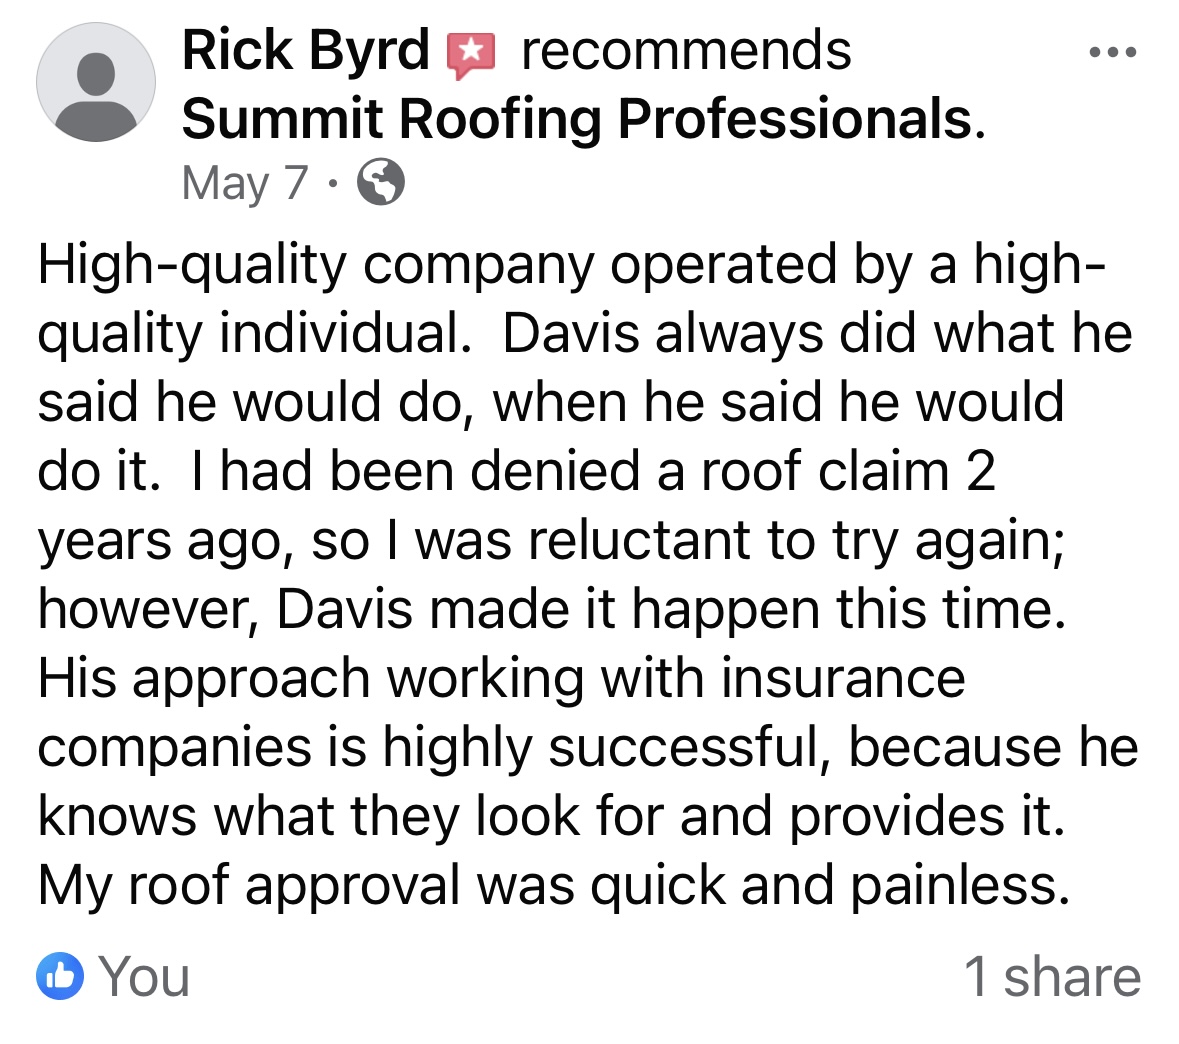 Rick Byrd recommends
Summit Roofing Professionals.
May 7 ·
High-quality company operated by a high-
quality individual.  Davis always did what he
said he would do, when he said he would
do it.  I had been denied a roof claim 2
years ago, so I was reluctant to try again;
however, Davis made it happen this time.
His approach working with insurance
companies is highly successful, because he
knows what they look for and provides it.
My roof approval was quick and painless.
You 1 share